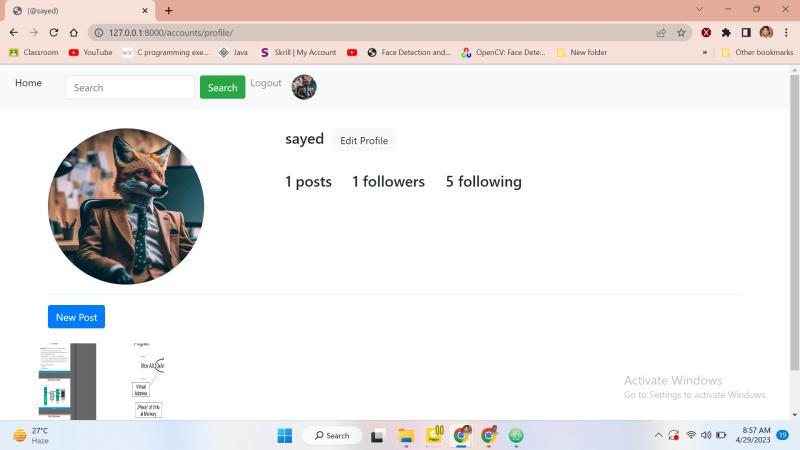 (@sayed)
127.0.0.1:8000/accounts/profile/
Classroom YouTube C programming exe... Java Skrill | My Account Face Detection and... OpenCV: Face Dete... New folder » Other bookmarks
Home Search Search Logout
sayed Edit Profile
1 posts 1 followers 5 following
New Post
Virtual
Address
Activate Windows
Go to Settings to activate Windows.
27°C
Haze
Search
8:57 AM
4/29/2023
19